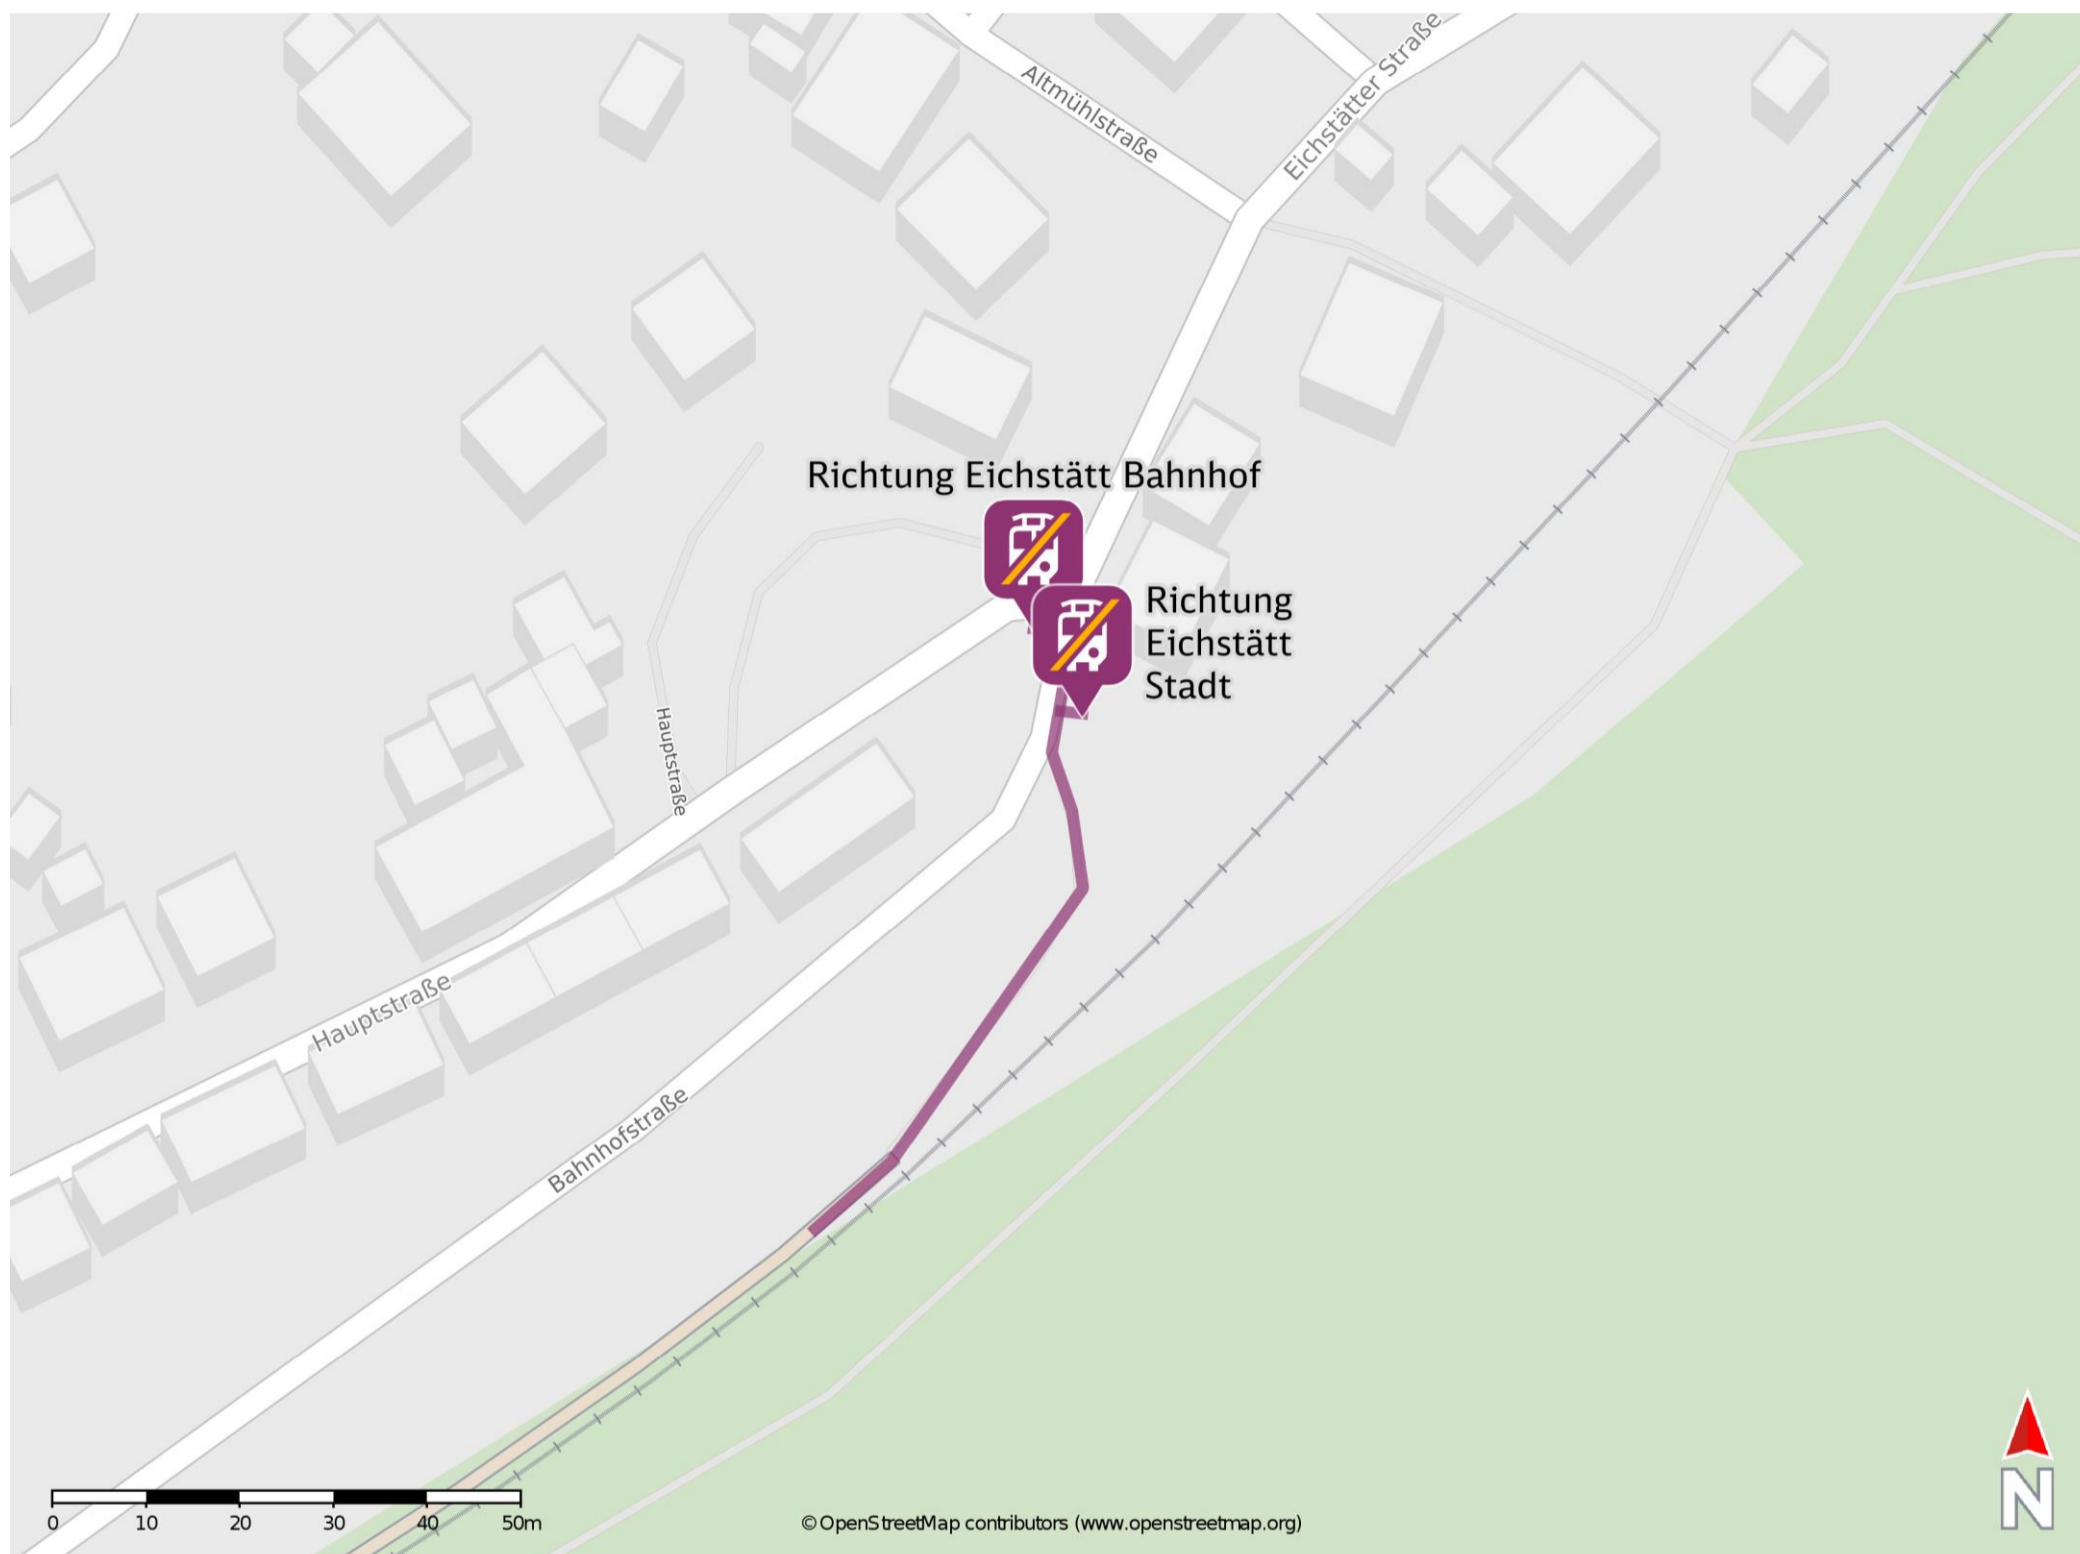 Altmühlstraße
Eichstätter Straße
Richtung Eichstätt Bahnhof
Richtung
Eichstätt
Stadt
Hauptstraße
Hauptstraße
Bahnhofstraße
0 10 20 30 40 50m
© OpenStreetMap contributors (www.openstreetmap.org)
N